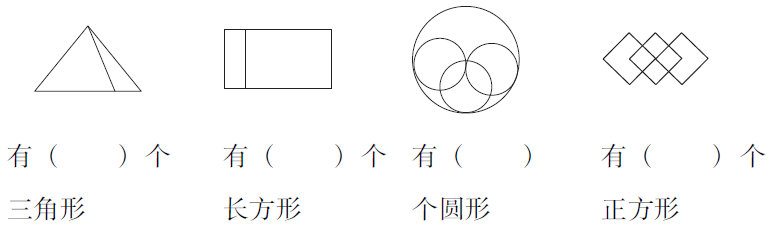 有（　　）个 有（　　）个 有（　　） 有（　　）个
三角形 长方形 个圆形 正方形